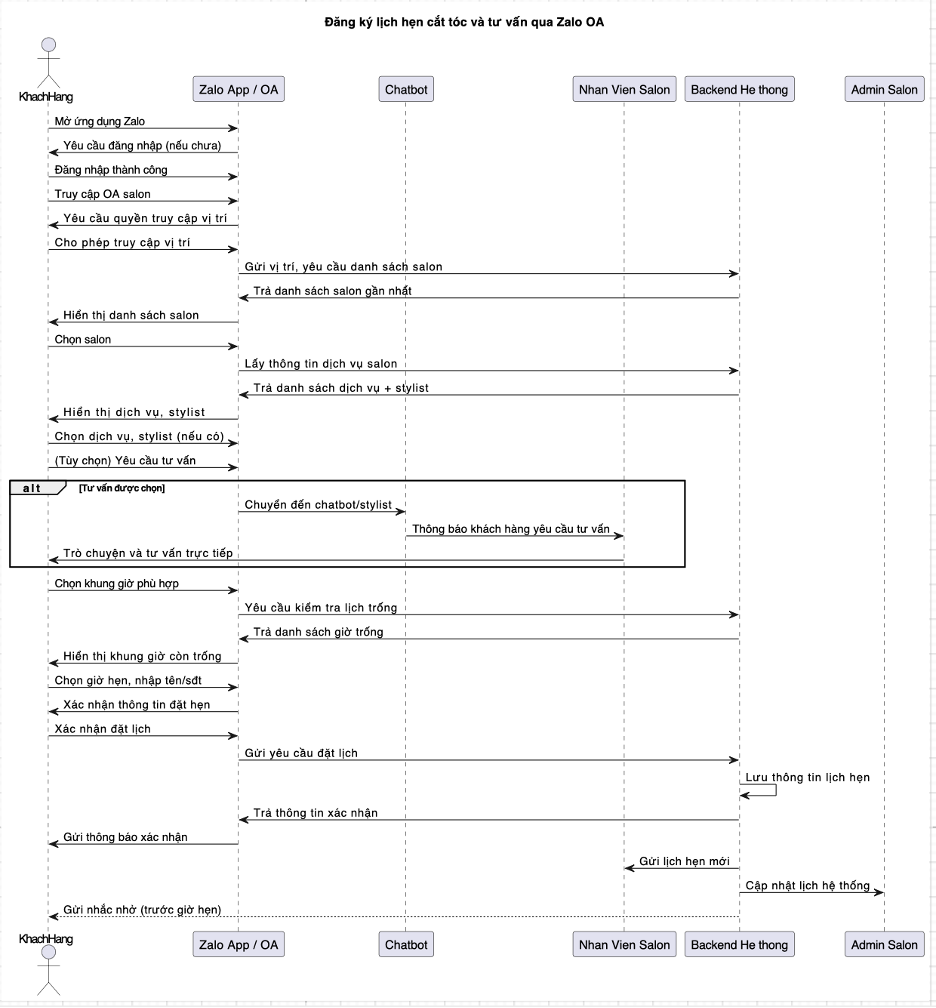 Đăng ký lịch hẹn cắt tóc và tư vấn qua Zalo OA
KhachHang
Zalo App / OA
Chatbot
Nhan Vien Salon
Backend He thong
Admin Salon
Mở ứng dụng Zalo
Yêu cầu đăng nhập (nếu chưa)
Đăng nhập thành công
Truy cập OA salon
Yêu cầu quyền truy cập vị trí
Cho phép truy cập vị trí
Gửi vị trí, yêu cầu danh sách salon
Trả danh sách salon gần nhất
Hiển thị danh sách salon
Chọn salon
Lấy thông tin dịch vụ salon
Trả danh sách dịch vụ + stylist
Hiển thị dịch vụ, stylist
Chọn dịch vụ, stylist (nếu có)
(Tùy chọn) Yêu cầu tư vấn
alt
[Tư vấn được chọn]
Chuyển đến chatbot/stylist
Thông báo khách hàng yêu cầu tư vấn
Trò chuyện và tư vấn trực tiếp
Chọn khung giờ phù hợp
Yêu cầu kiểm tra lịch trống
Trả danh sách giờ trống
Hiển thị khung giờ còn trống
Chọn giờ hẹn, nhập tên/sđt
Xác nhận thông tin đặt hẹn
Xác nhận đặt lịch
Gửi yêu cầu đặt lịch
Lưu thông tin lịch hẹn
Trả thông tin xác nhận
Gửi thông báo xác nhận
Gửi lịch hẹn mới
Cập nhật lịch hệ thống
Gửi nhắc nhở (trước giờ hẹn)
KhachHang
Zalo App / OA
Chatbot
Nhan Vien Salon
Backend He thong
Admin Salon